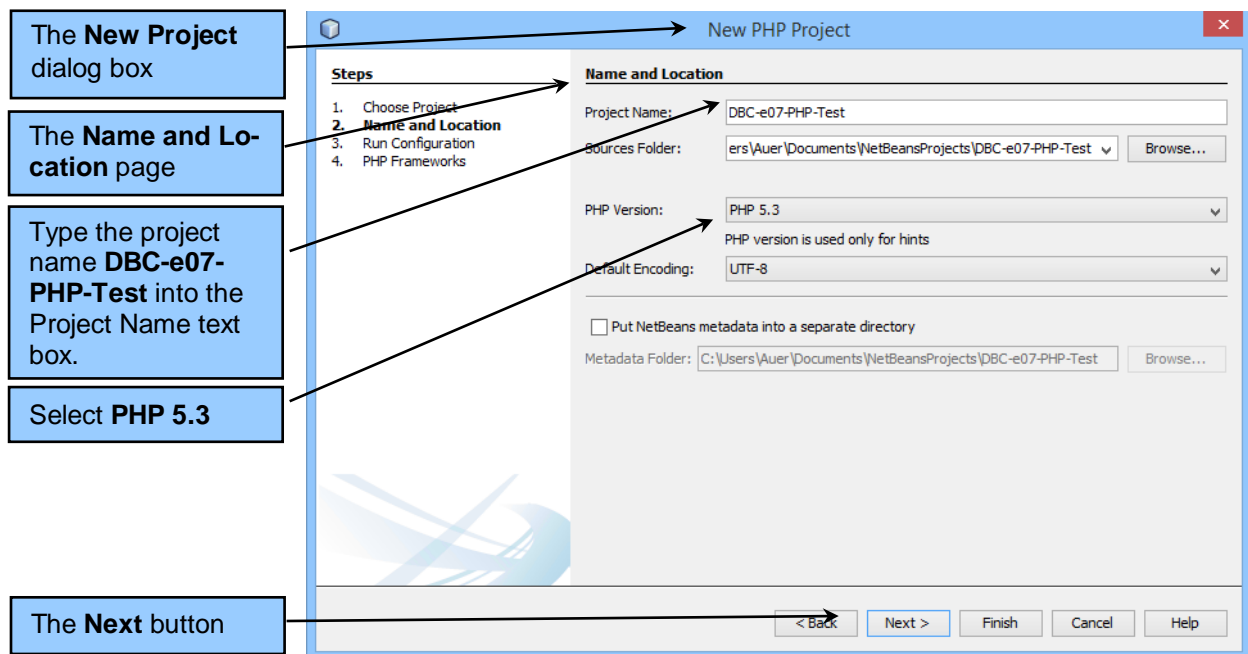 The New Project
dialog box
The Name and Lo-
cation page
Type the project
name DBC-e07-
PHP-Test into the
Project Name text
box.
Select PHP 5.3
The Next button
New PHP Project
Steps
1. Choose Project
2. Name and Location
3. Run Configuration
4. PHP Frameworks
Name and Location
Project Name: DBC-e07-PHP-Test
Sources Folder: ers\Auer\Documents\NetBeansProjects\DBC-e07-PHP-Test Browse...
PHP Version: PHP 5.3
PHP version is used only for hints
Default Encoding: UTF-8
Put NetBeans metadata into a separate directory
Metadata Folder: C:\Users\Auer\Documents\NetBeansProjects\DBC-e07-PHP-Test Browse...
< Back Next > Finish Cancel Help